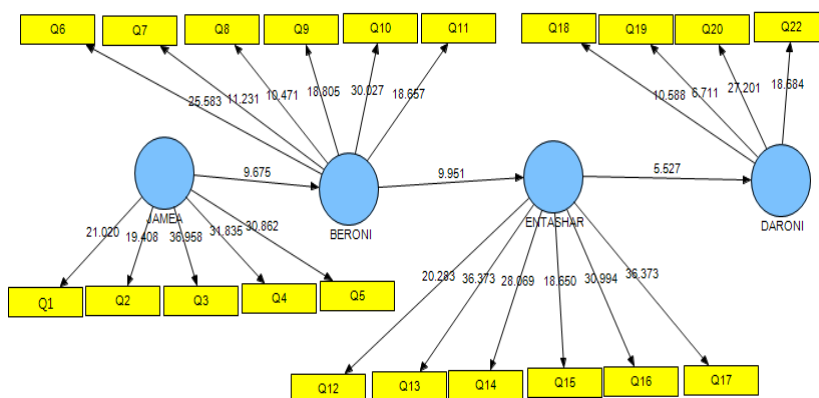 Q6 Q7 Q8 Q9 Q10 Q11 Q18 Q19 Q20 Q22
25.583 11.231 10.471 18.805 30.027 18.657 10.588 6.711 27.201 18.684
9.675 9.951 5.527
JAMEA BERONI ENTASHAR DARONI
21.020 19.408 36.958 31.835 30.862
20.283 36.373 28.069 18.650 30.994 36.373
Q1 Q2 Q3 Q4 Q5
Q12 Q13 Q14 Q15 Q16 Q17